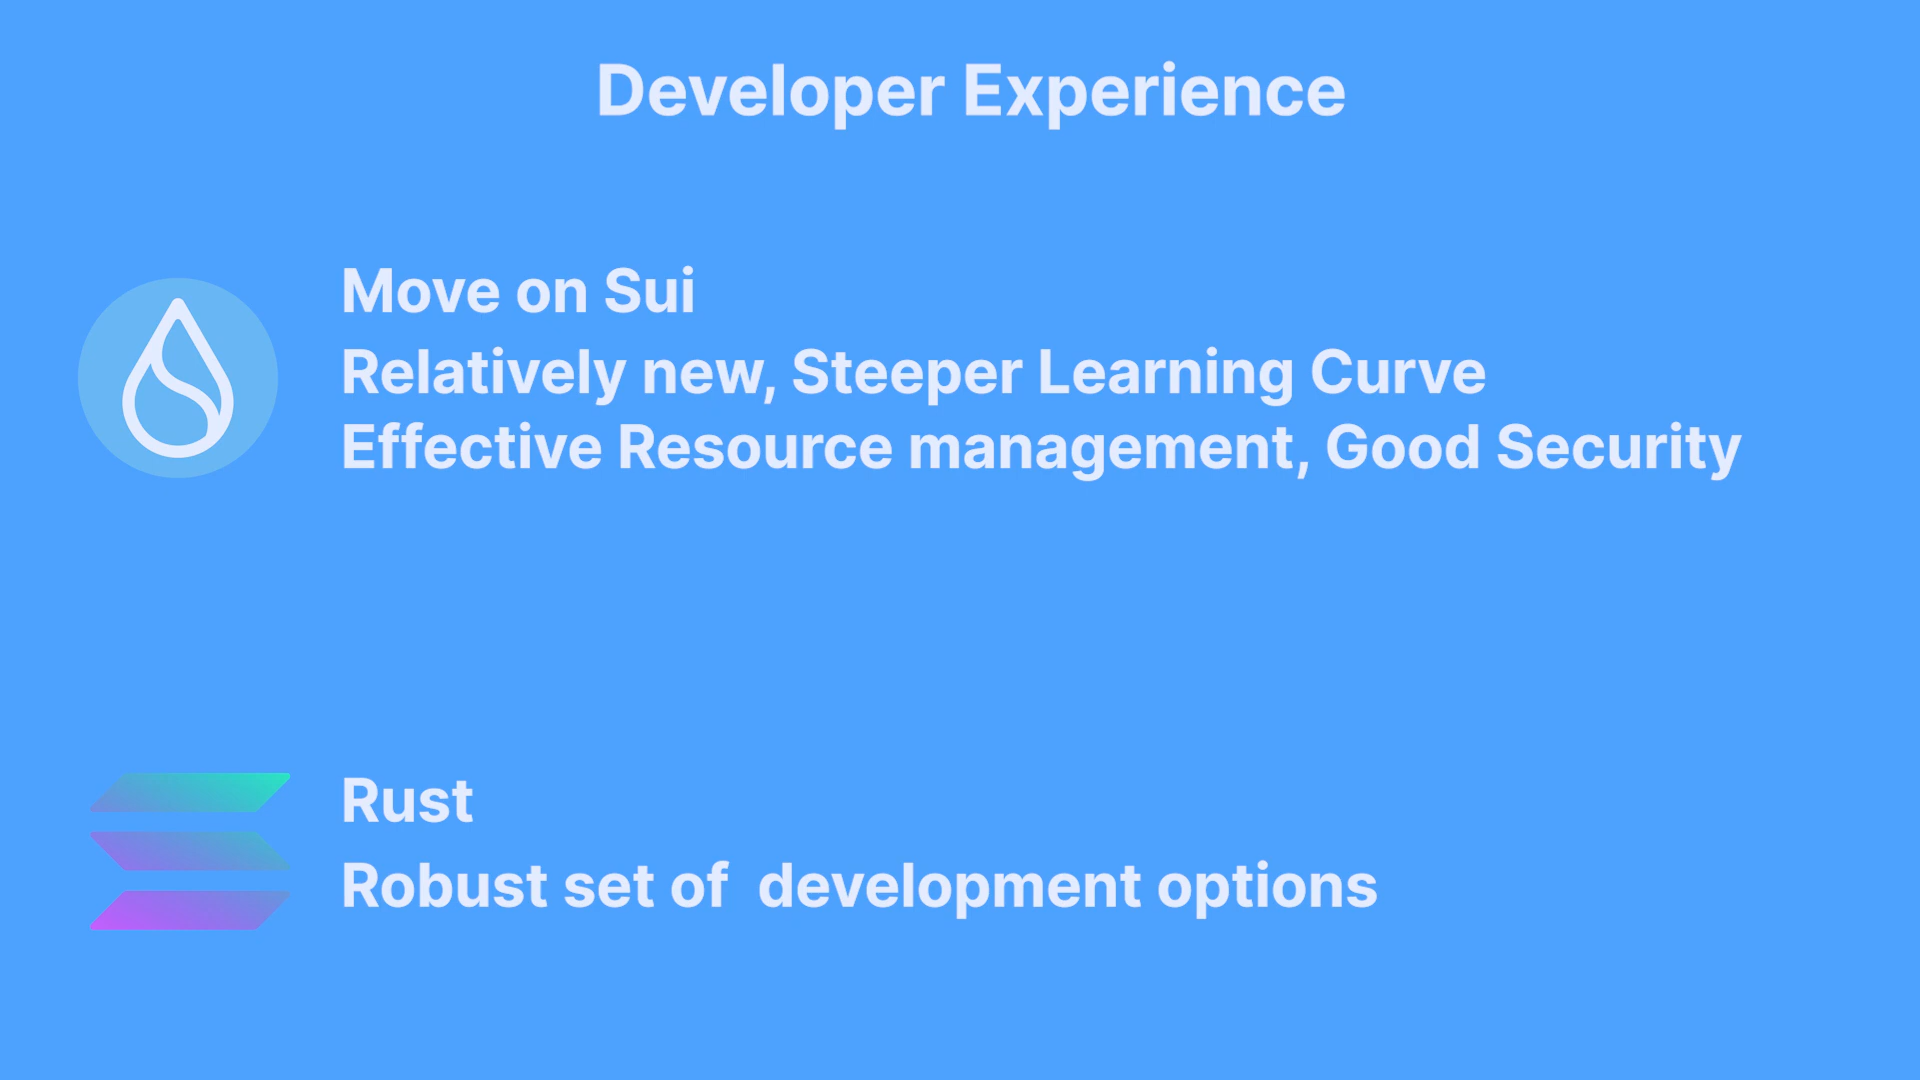 Developer Experience
Move on Sui
Relatively new, Steeper Learning Curve
Effective Resource management, Good Security
Rust
Robust set of  development options